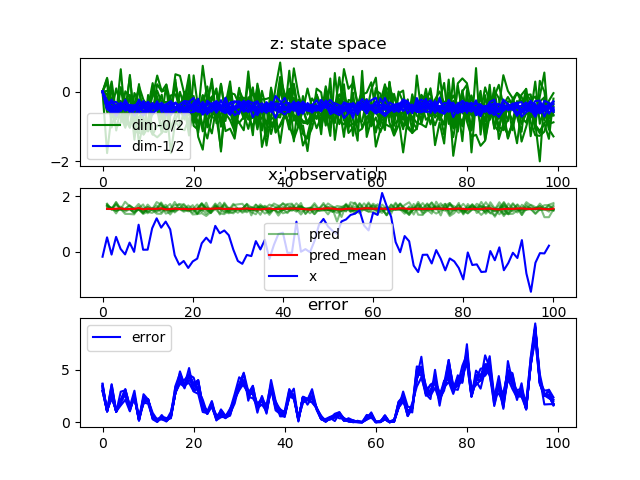 z: state space
0
−2
dim-0/2
dim-1/2
0 20 40 60 80 100
x: observation
2
0
pred
pred_mean
x
0 20 40 60 80 100
error
5
0
error
0 20 40 60 80 100